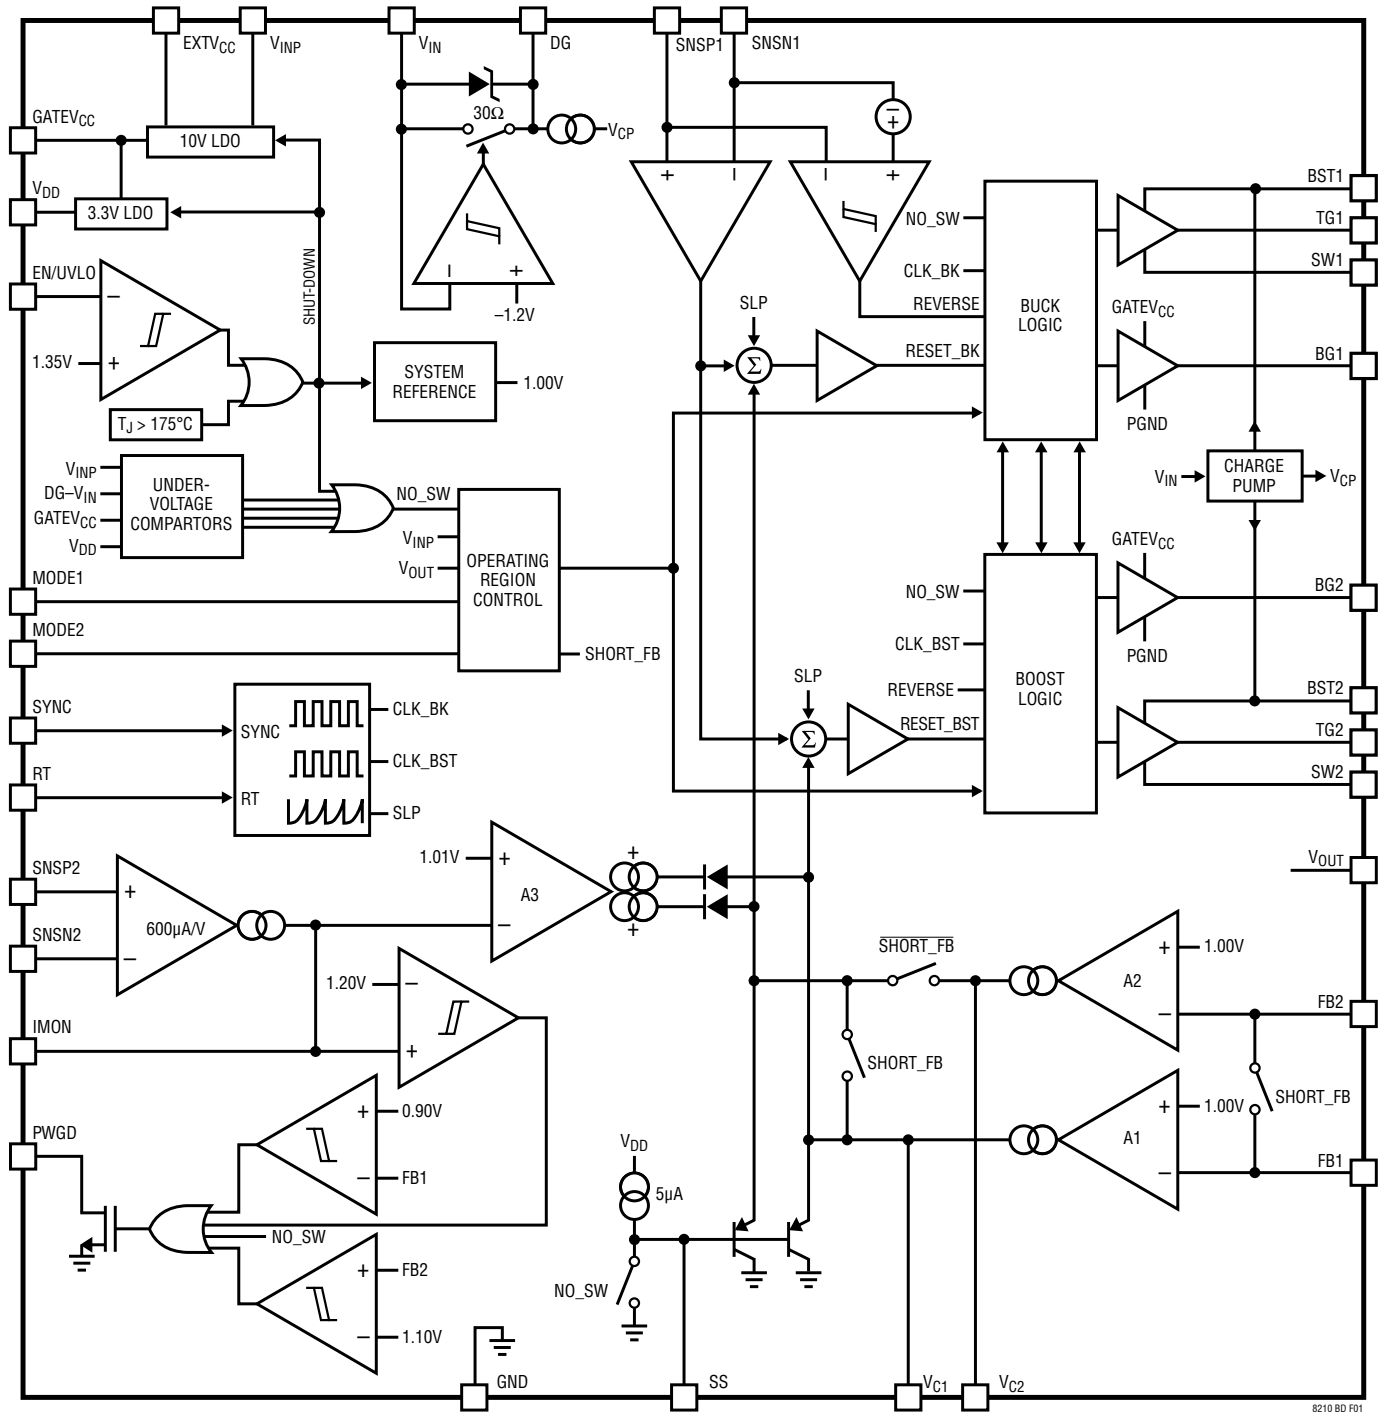 EXTVCC
VINP
VIN
DG
SNSP1
SNSN1
GATEVCC
10V LDO
30Ω
VCP
VDD
3.3V LDO
SHUT-DOWN
EN/UVLO
−
1.35V
+
TJ > 175°C
SYSTEM
REFERENCE
1.00V
−
+
–1.2V
+
−
−
+
−
+
SLP
Σ
NO_SW
CLK_BK
REVERSE
RESET_BK
BUCK
LOGIC
GATEVCC
PGND
BST1
TG1
SW1
BG1
VIN
CHARGE
PUMP
VCP
VINP
DG–VIN
GATEVCC
VDD
UNDER-
VOLTAGE
COMPARTORS
NO_SW
VINP
VOUT
OPERATING
REGION
CONTROL
SHORT_FB
MODE1
MODE2
NO_SW
CLK_BST
REVERSE
RESET_BST
SLP
Σ
BOOST
LOGIC
GATEVCC
PGND
BG2
BST2
TG2
SW2
SYNC
RT
SYNC
RT
CLK_BK
CLK_BST
SLP
SNSP2
+
600µA/V
SNSN2
−
1.01V
+
A3
−
+
+
VOUT
1.20V
−
+
IMON
SHORT_FB
SHORT_FB
A2
+
1.00V
−
FB2
A1
+
1.00V
−
SHORT_FB
FB1
PWGD
+
0.90V
−
FB1
NO_SW
+
FB2
−
1.10V
VDD
5µA
NO_SW
GND
SS
VC1
VC2
8210 BD F01